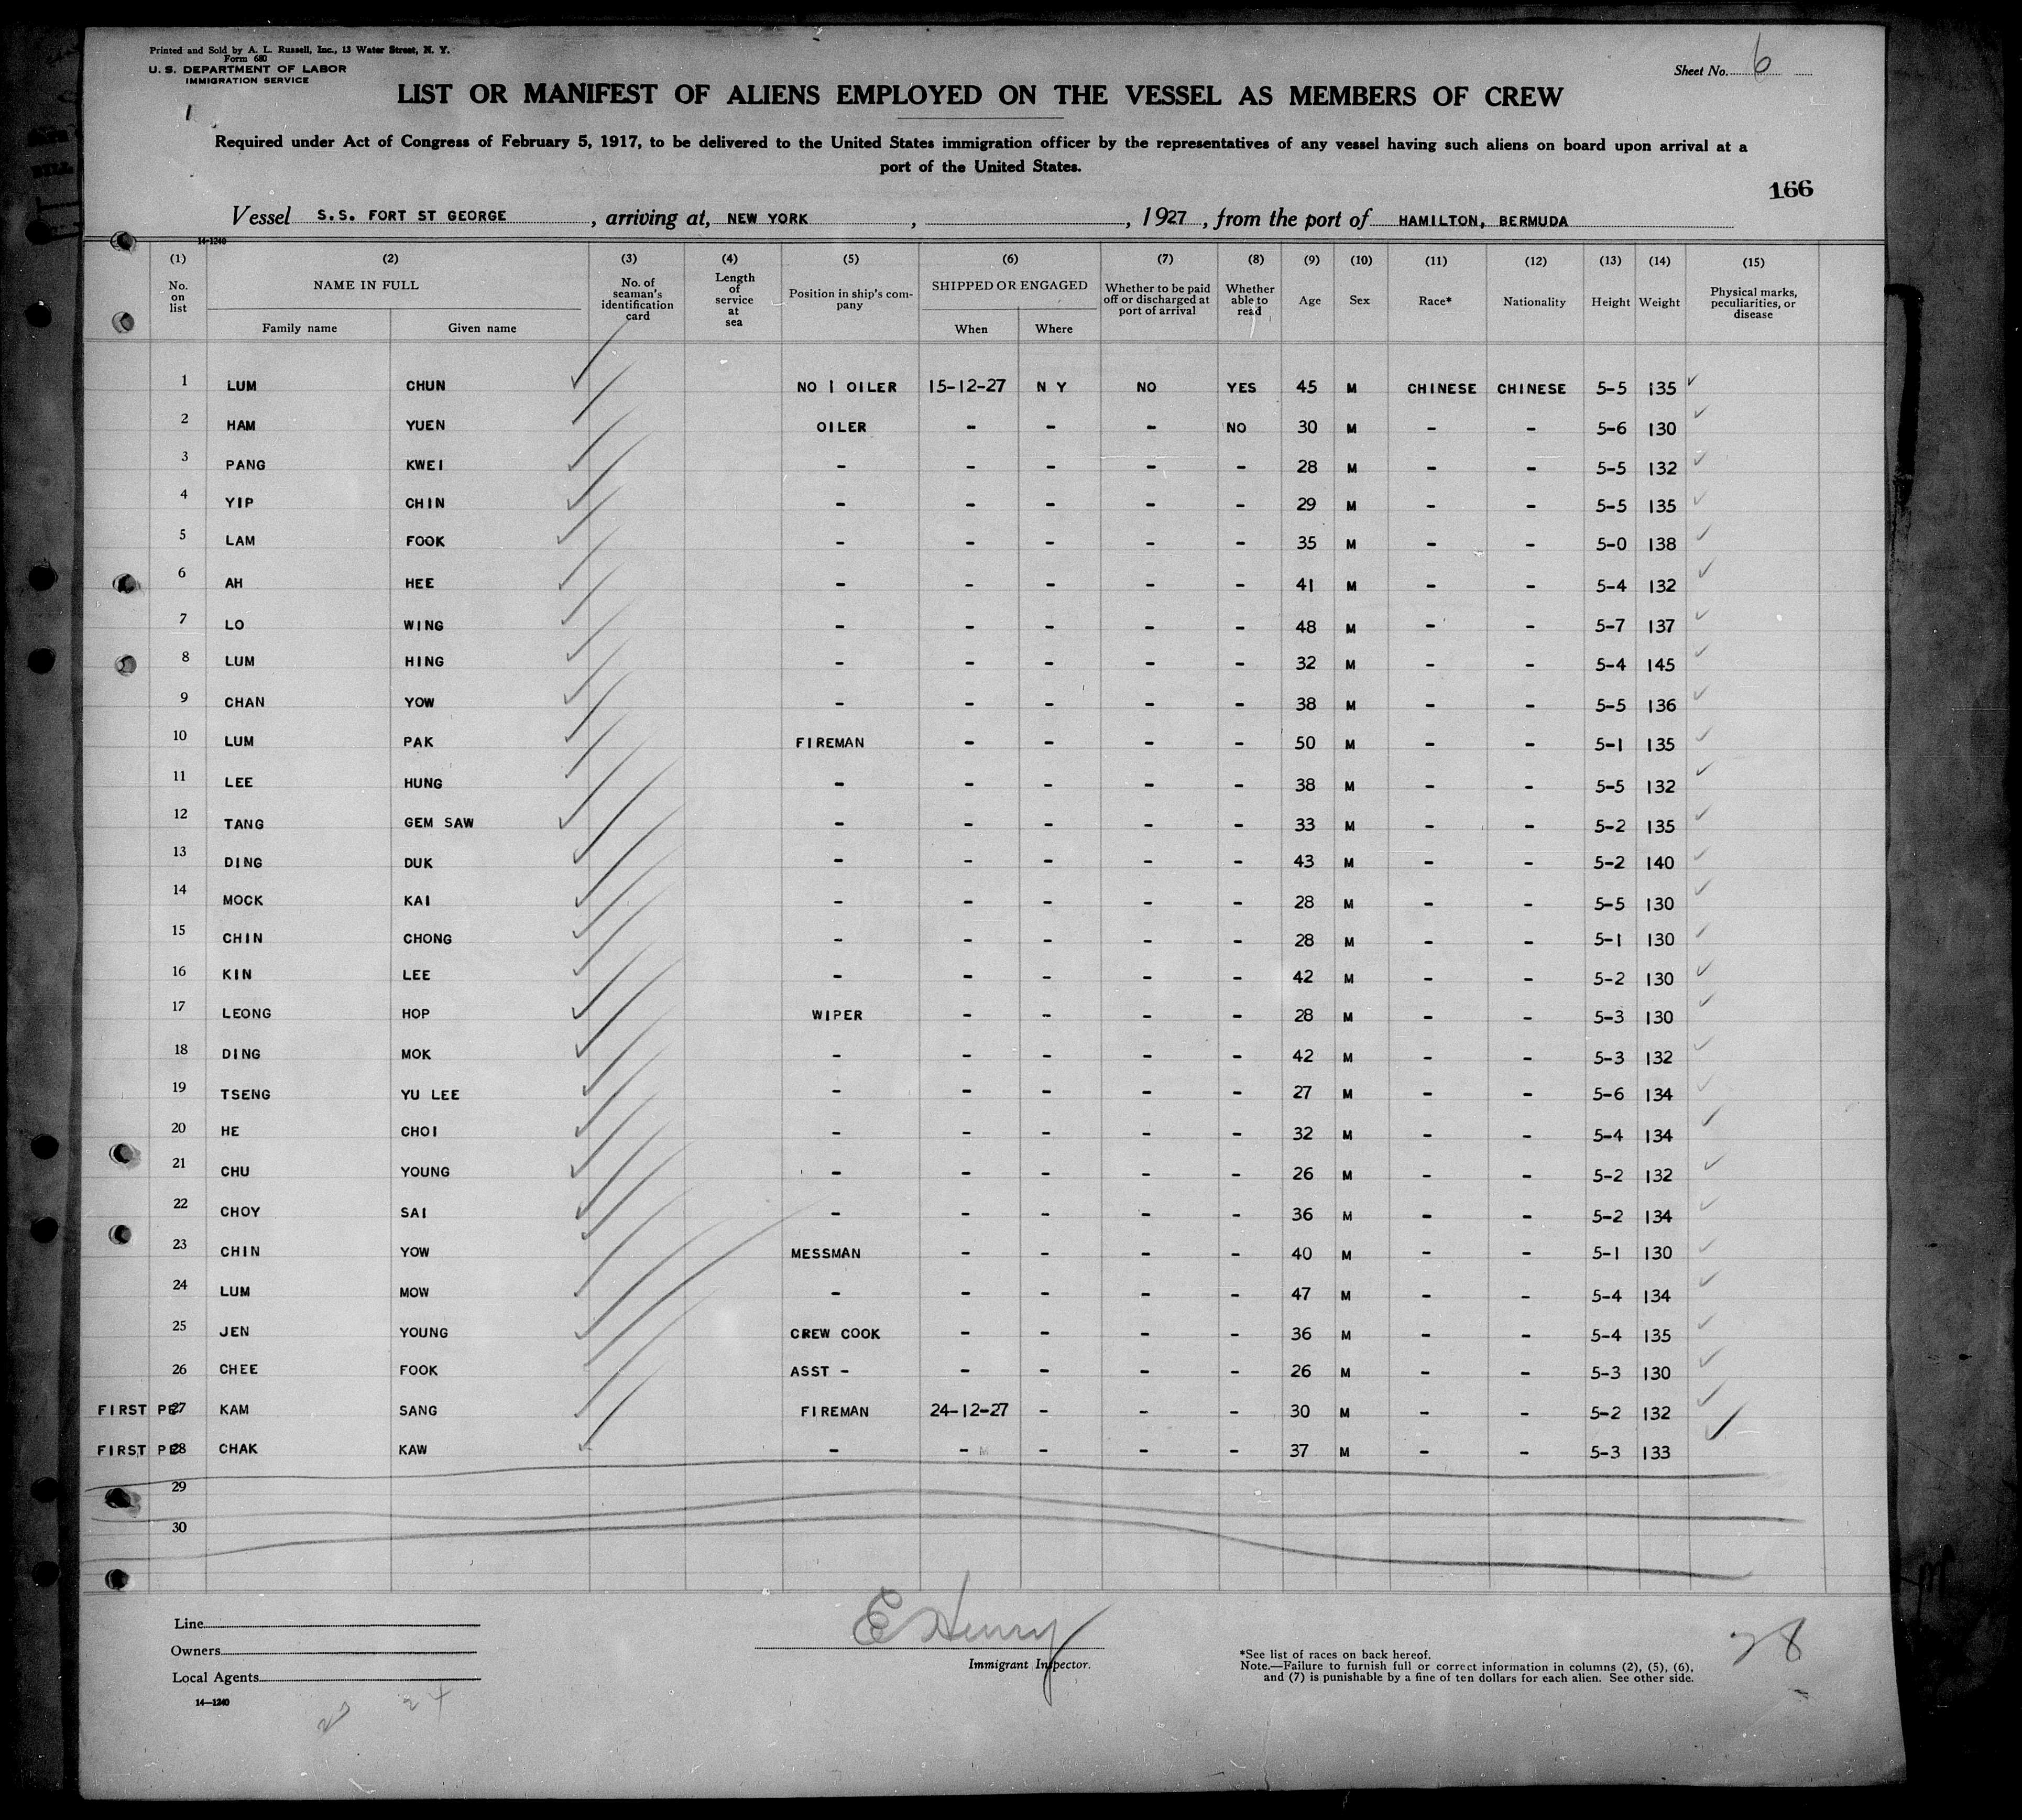 Printed and Sold by A. L. Russell, Inc., 13 Water Street, N. Y.
Form 680
U. S. DEPARTMENT OF LABOR
IMMIGRATION SERVICE
Sheet No. 6
LIST OR MANIFEST OF ALIENS EMPLOYED ON THE VESSEL AS MEMBERS OF CREW
Required under Act of Congress of February 5, 1917, to be delivered to the United States immigration officer by the representatives of any vessel having such aliens on board upon arrival at a
port of the United States.
166
Vessel S.S. FORT ST GEORGE, arriving at, NEW YORK, , 1927, from the port of HAMILTON, BERMUDA
14-1240
(1) (2) (3) (4) (5) (6) (7) (8) (9) (10) (11) (12) (13) (14) (15)
No. on list NAME IN FULL Family name Given name No. of seaman's identification card Length of service at sea Position in ship's company SHIPPED OR ENGAGED When Where Whether to be paid off or discharged at port of arrival Whether able to read Age Sex Race* Nationality Height Weight Physical marks, peculiarities, or disease
1 LUM CHUN NO 1 OILER 15-12-27 N Y NO YES 45 M CHINESE CHINESE 5-5 135
2 HAM YUEN OILER - - - NO 30 M - - 5-6 130
3 PANG KWEI - - - - - 28 M - - 5-5 132
4 YIP CHIN - - - - - 29 M - - 5-5 135
5 LAM FOOK - - - - - 35 M - - 5-0 138
6 AH HEE - - - - - 41 M - - 5-4 132
7 LO WING - - - - - 48 M - - 5-7 137
8 LUM HING - - - - - 32 M - - 5-4 145
9 CHAN YOW - - - - - 38 M - - 5-5 136
10 LUM PAK FIREMAN - - - - 50 M - - 5-1 135
11 LEE HUNG - - - - - 38 M - - 5-5 132
12 TANG GEM SAW - - - - - 33 M - - 5-2 135
13 DING DUK - - - - - 43 M - - 5-2 140
14 MOCK KAI - - - - - 28 M - - 5-5 130
15 CHIN CHONG - - - - - 28 M - - 5-1 130
16 KIN LEE - - - - - 42 M - - 5-2 130
17 LEONG HOP WIPER - - - - 28 M - - 5-3 130
18 DING MOK - - - - - 42 M - - 5-3 132
19 TSENG YU LEE - - - - - 27 M - - 5-6 134
20 HE CHOI - - - - - 32 M - - 5-4 134
21 CHU YOUNG - - - - - 26 M - - 5-2 132
22 CHOY SAI - - - - - 36 M - - 5-2 134
23 CHIN YOW MESSMAN - - - - 40 M - - 5-1 130
24 LUM MOW - - - - - 47 M - - 5-4 134
25 JEN YOUNG CREW COOK - - - - 36 M - - 5-4 135
26 CHEE FOOK ASST - - - - - 26 M - - 5-3 130
FIRST 27 KAM SANG FIREMAN 24-12-27 - - - 30 M - - 5-2 132
FIRST 28 CHAK KAW - - - - - 37 M - - 5-3 133
29
30
Line
Owners
Local Agents
14—1240
E Henry
Immigrant Inspector.
*See list of races on back hereof.
Note.—Failure to furnish full or correct information in columns (2), (5), (6),
and (7) is punishable by a fine of ten dollars for each alien. See other side.
28